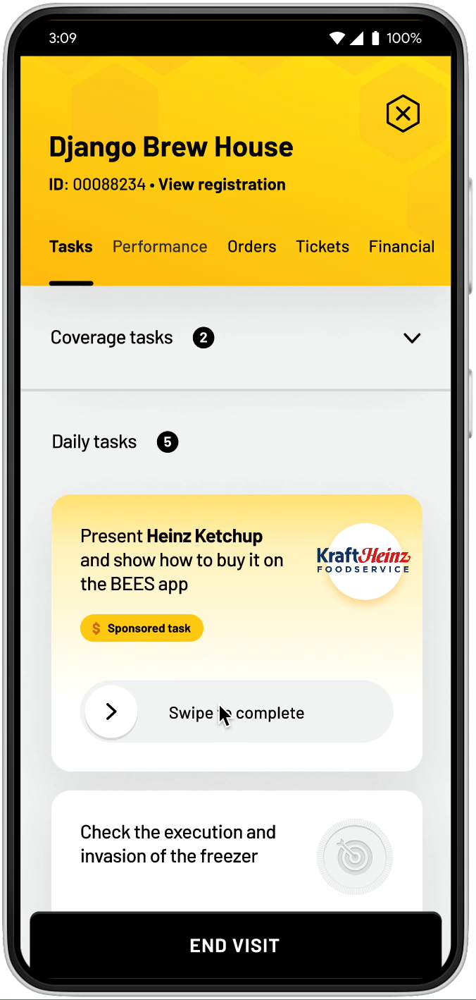 3:09 100%
Django Brew House
ID: 00088234 • View registration
Tasks Performance Orders Tickets Financial
Coverage tasks 2
Daily tasks 5
Present Heinz Ketchup
and show how to buy it on
the BEES app
KraftHeinz
FOODSERVICE
$ Sponsored task
Swipe to complete
Check the execution and
invasion of the freezer
END VISIT